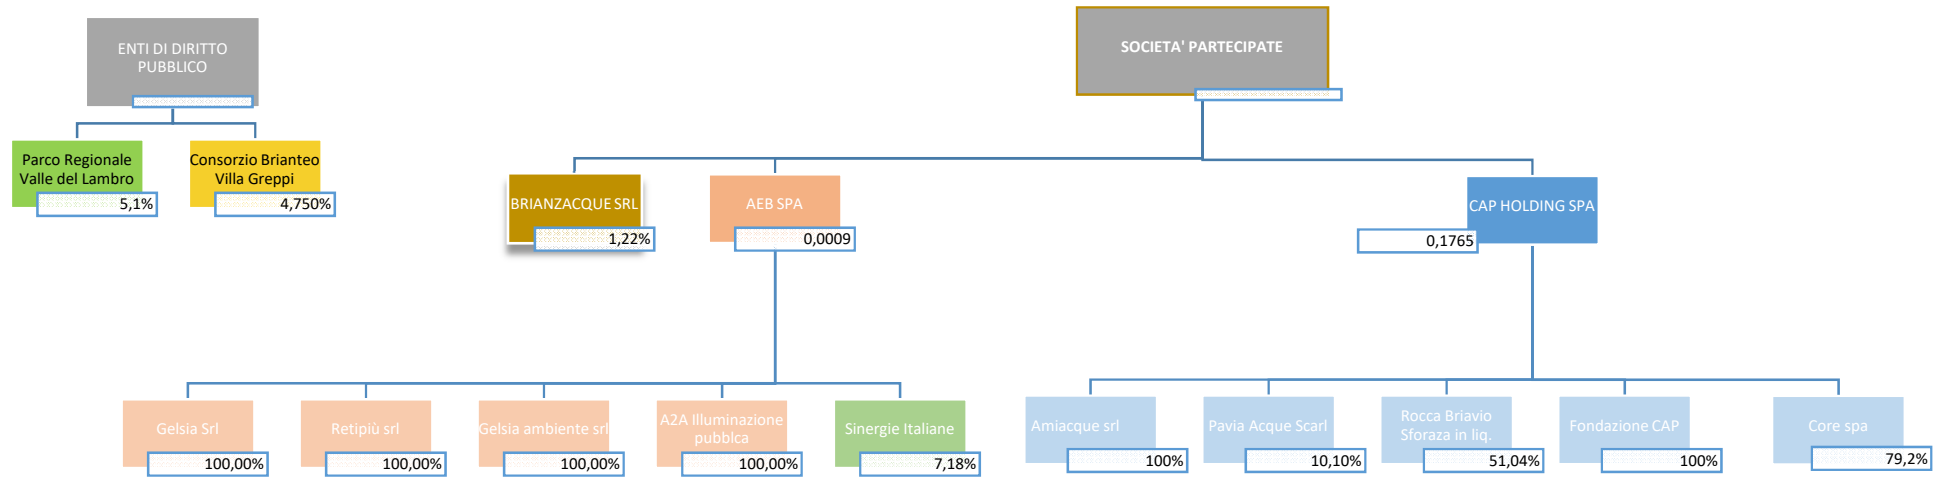 ENTI DI DIRITTO
PUBBLICO
SOCIETA' PARTECIPATE
Parco Regionale
Valle del Lambro
5,1%
Consorzio Brianteo
Villa Greppi
4,750%
BRIANZACQUE SRL
1,22%
AEB SPA
0,0009
CAP HOLDING SPA
0,1765
Gelsia Srl
100,00%
Retipiù srl
100,00%
Gelsia ambiente srl
100,00%
A2A Illuminazione
pubblca
100,00%
Sinergie Italiane
7,18%
Amiacque srl
100%
Pavia Acque Scarl
10,10%
Rocca Briavio
Sforaza in liq.
51,04%
Fondazione CAP
100%
Core spa
79,2%